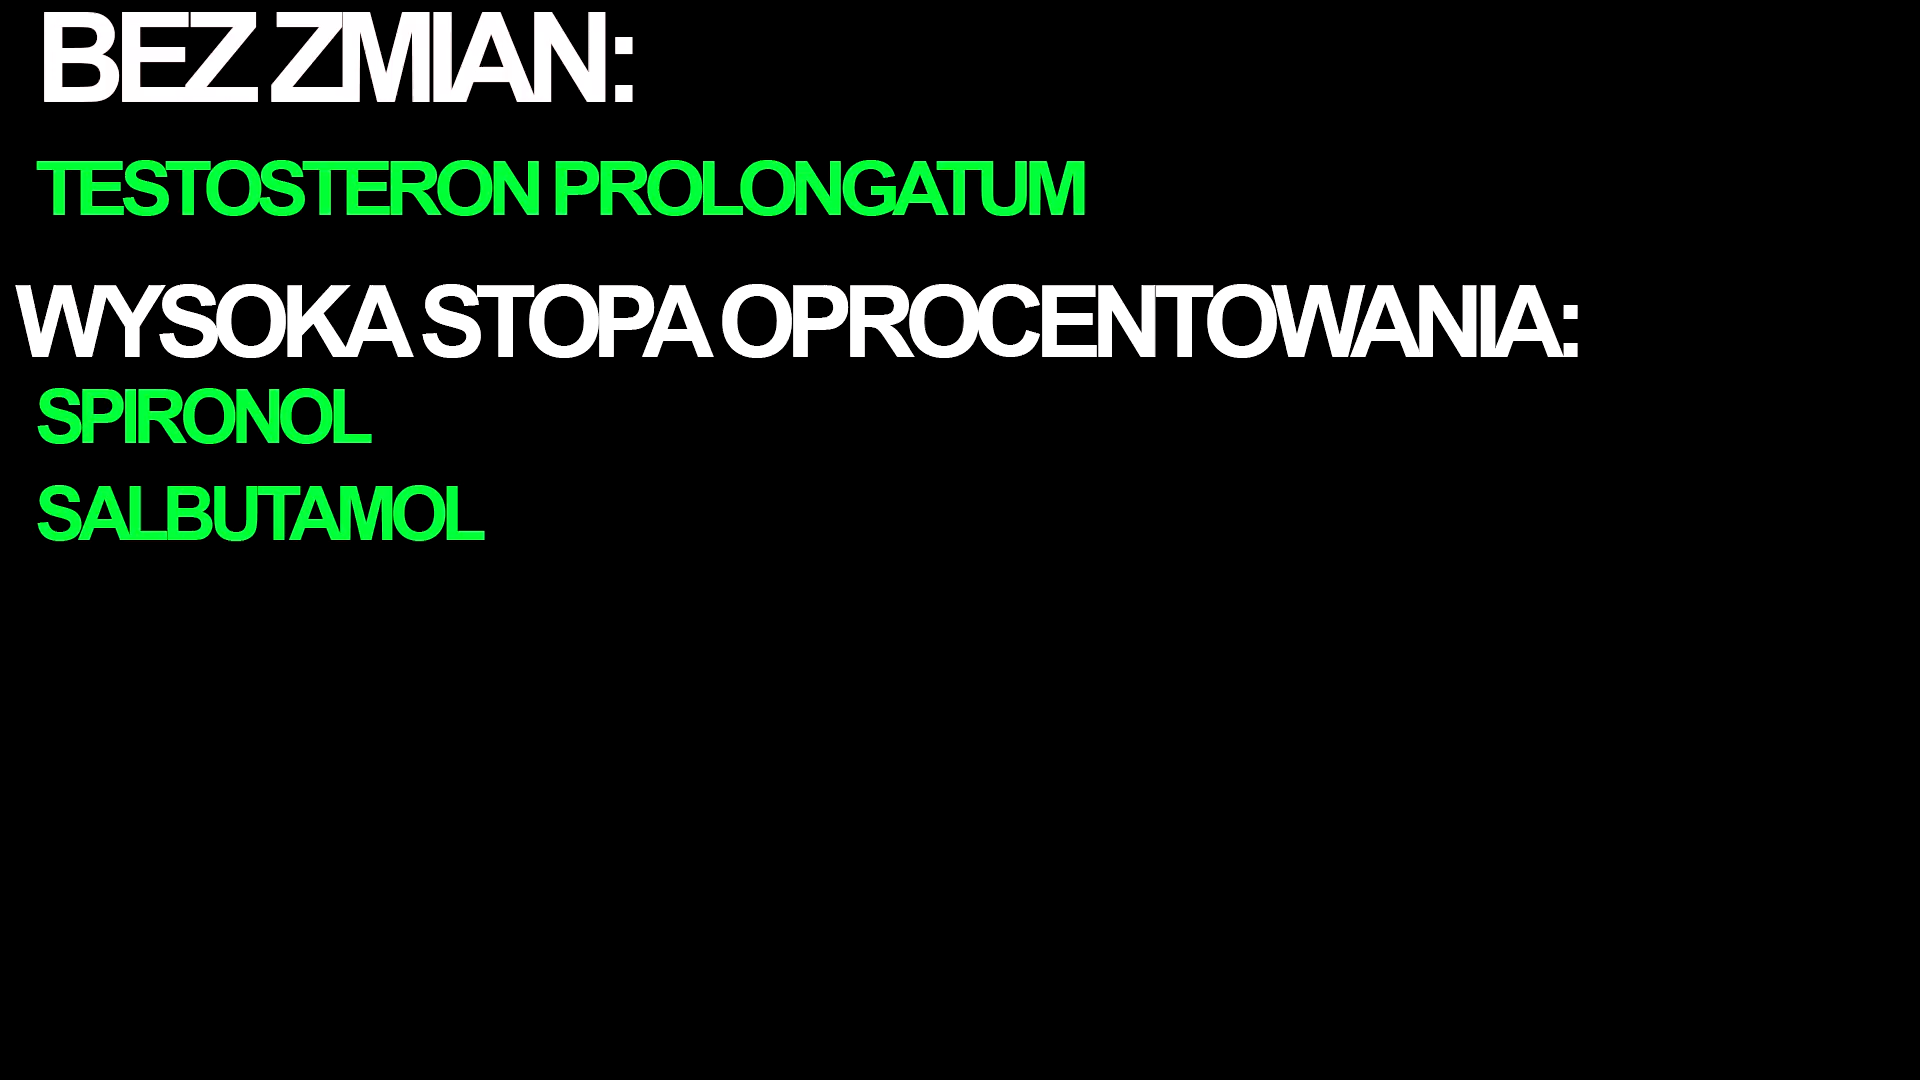 BEZ ZMIAN:
TESTOSTERON PROLONGATUM
WYSOKA STOPA OPROCENTOWANIA:
SPIRONOL
SALBUTAMOL